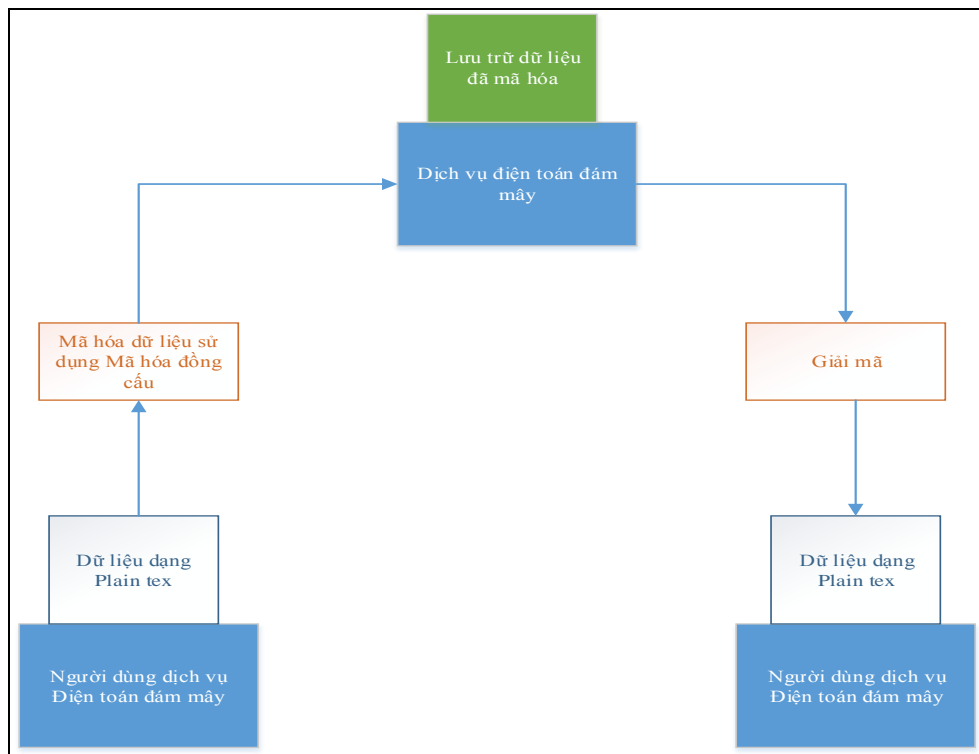 Lưu trữ dữ liệu
đã mã hóa
Dịch vụ điện toán đám
mây
Mã hóa dữ liệu sử
dụng Mã hóa đồng
cấu
Giải mã
Dữ liệu dạng
Plain tex
Dữ liệu dạng
Plain tex
Người dùng dịch vụ
Điện toán đám mây
Người dùng dịch vụ
Điện toán đám mây